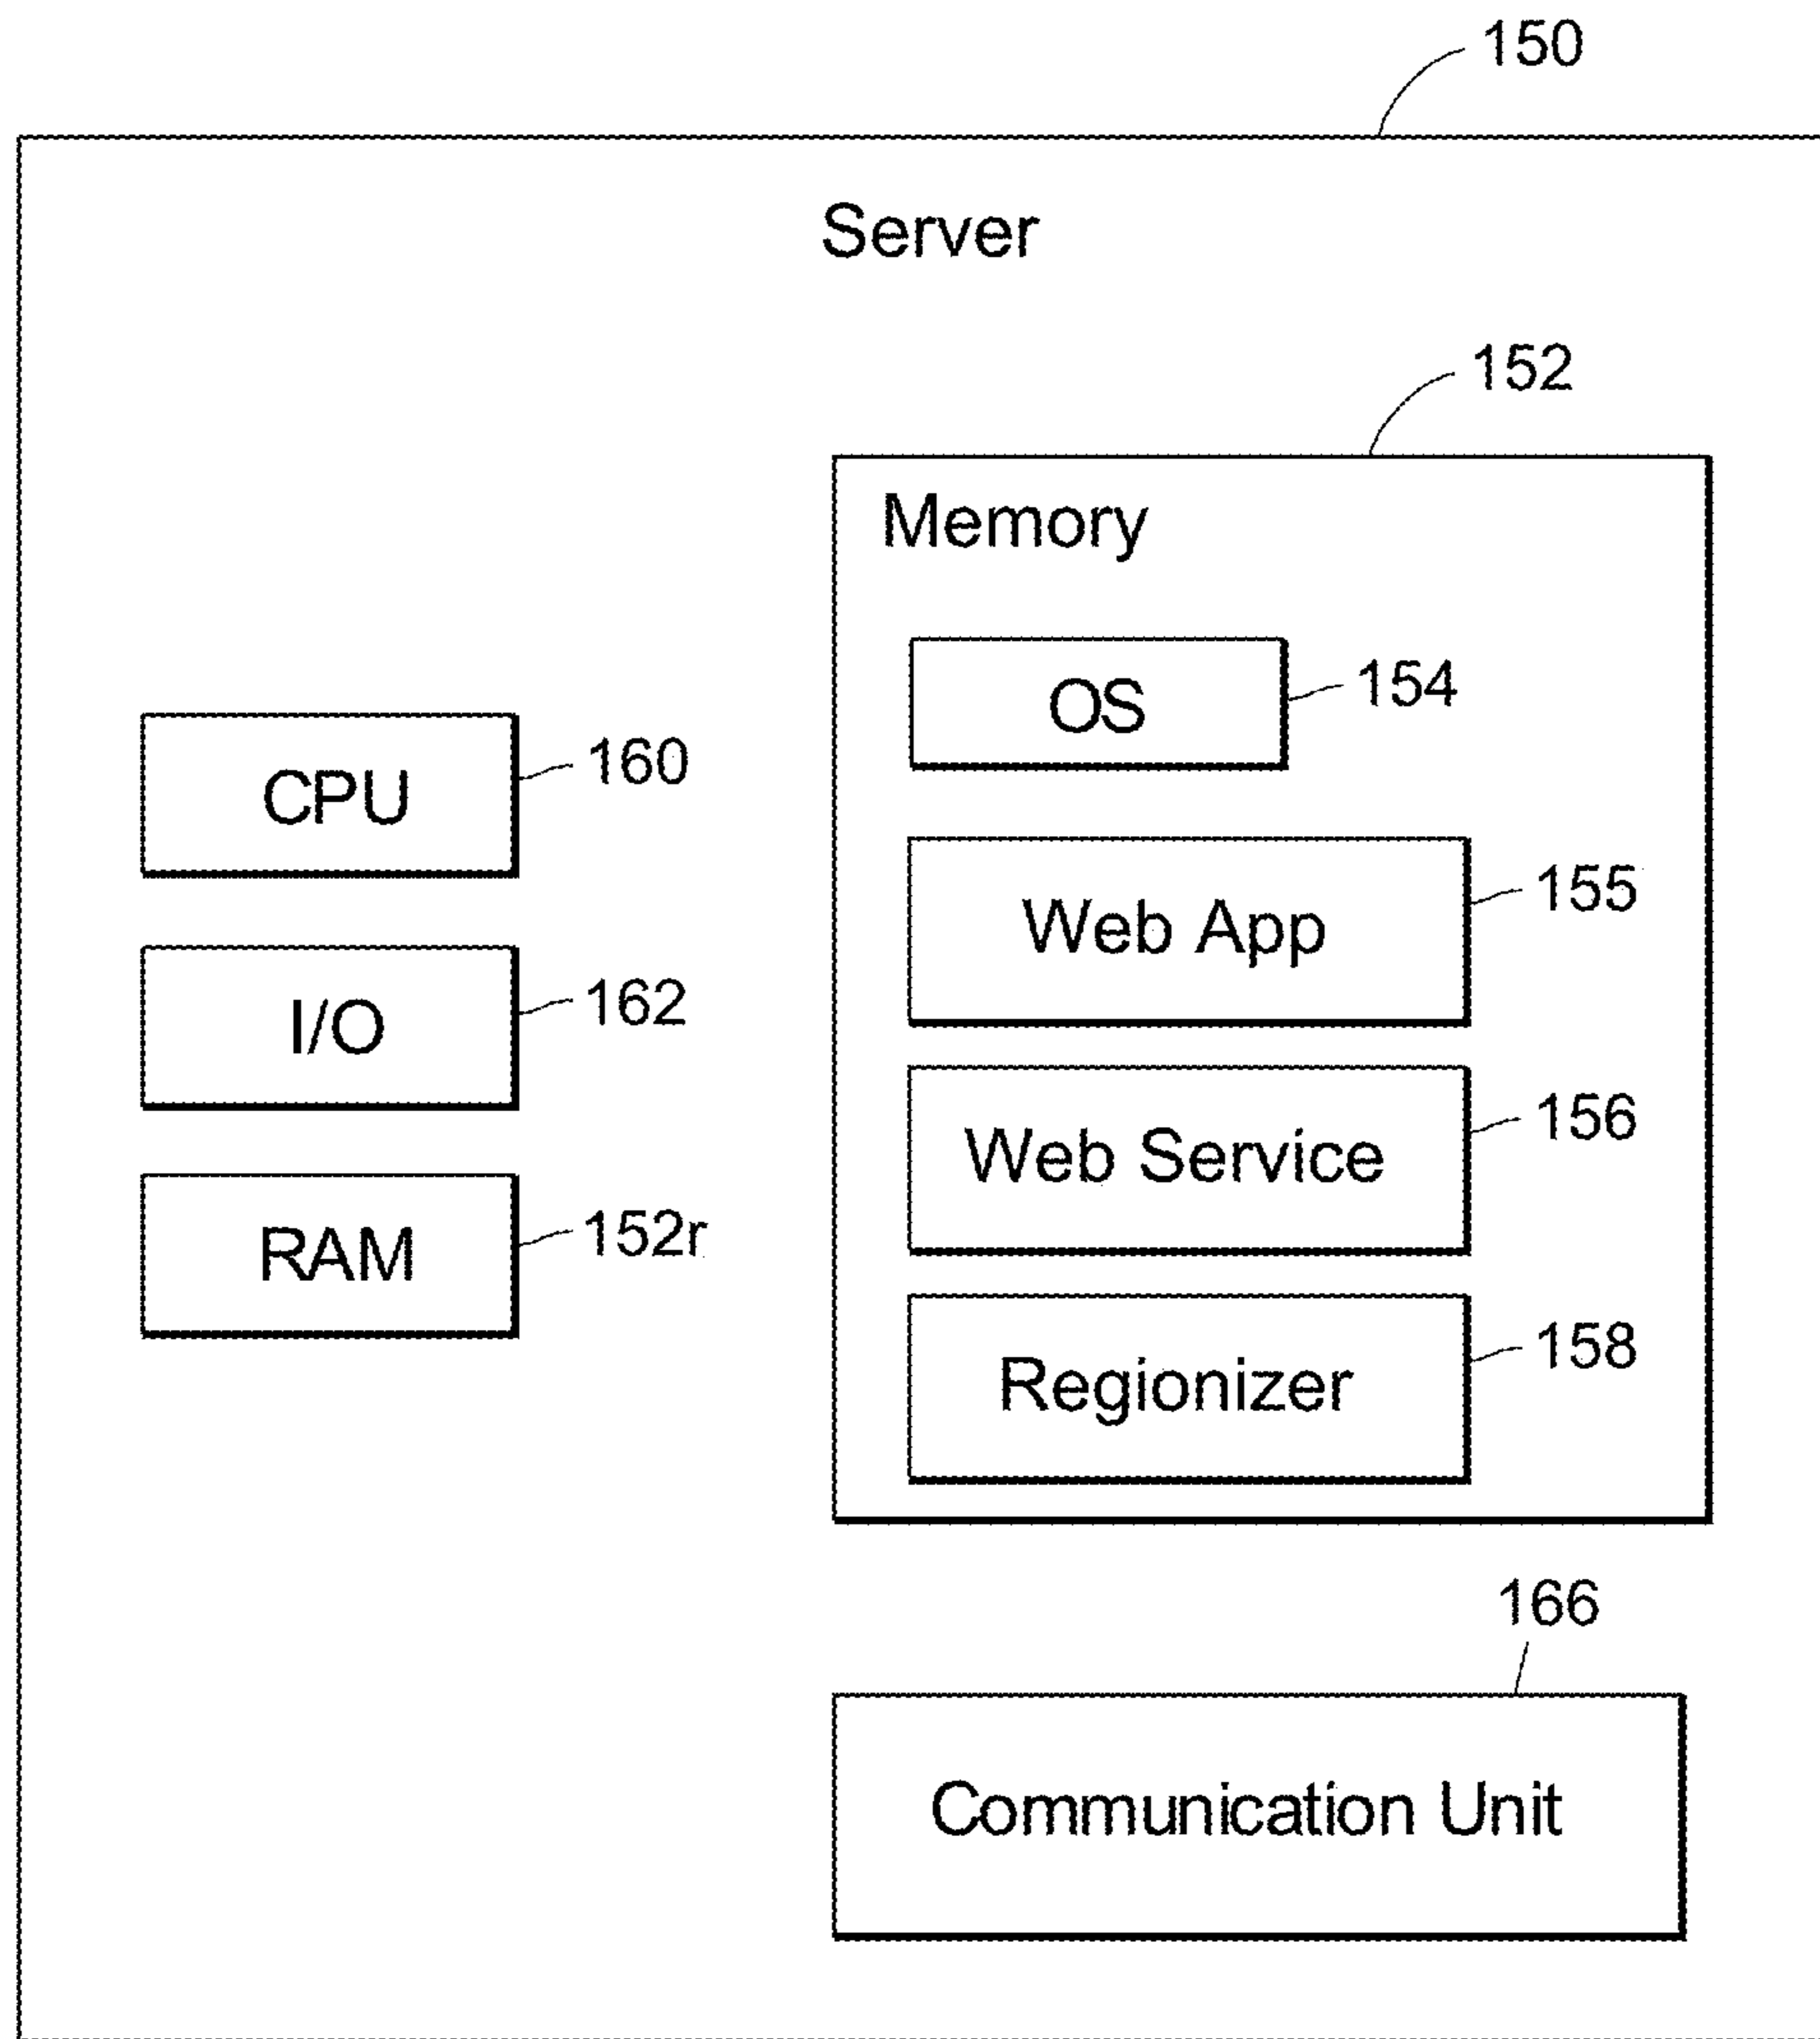 150
Server
152
Memory
OS
154
CPU
160
Web App
155
I/O
162
Web Service
156
RAM
152r
Regionizer
158
166
Communication Unit